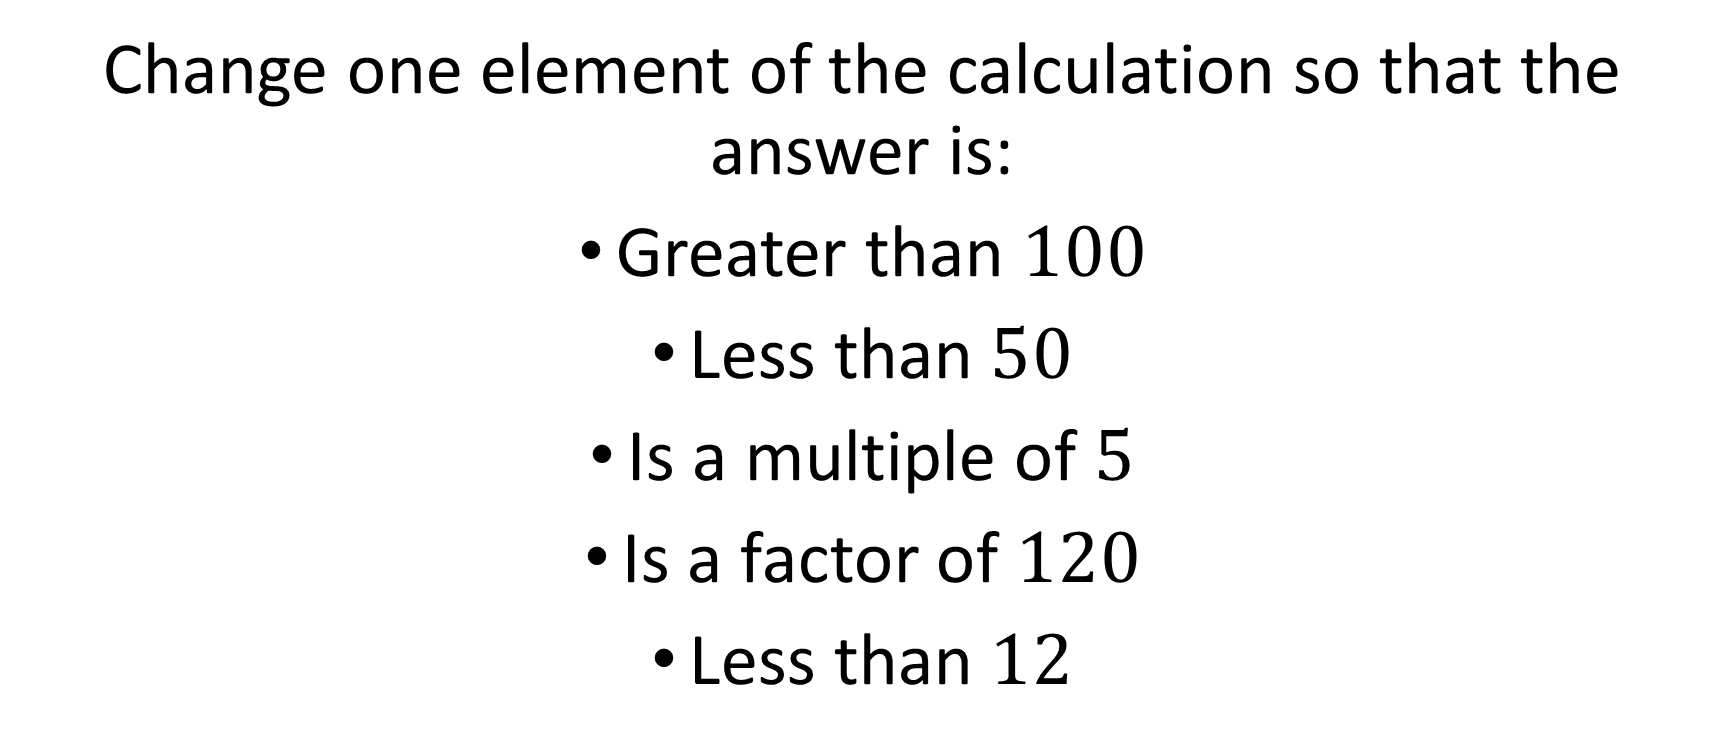 Change one element of the calculation so that the
answer is:
• Greater than 100
• Less than 50
• Is a multiple of 5
• Is a factor of 120
• Less than 12